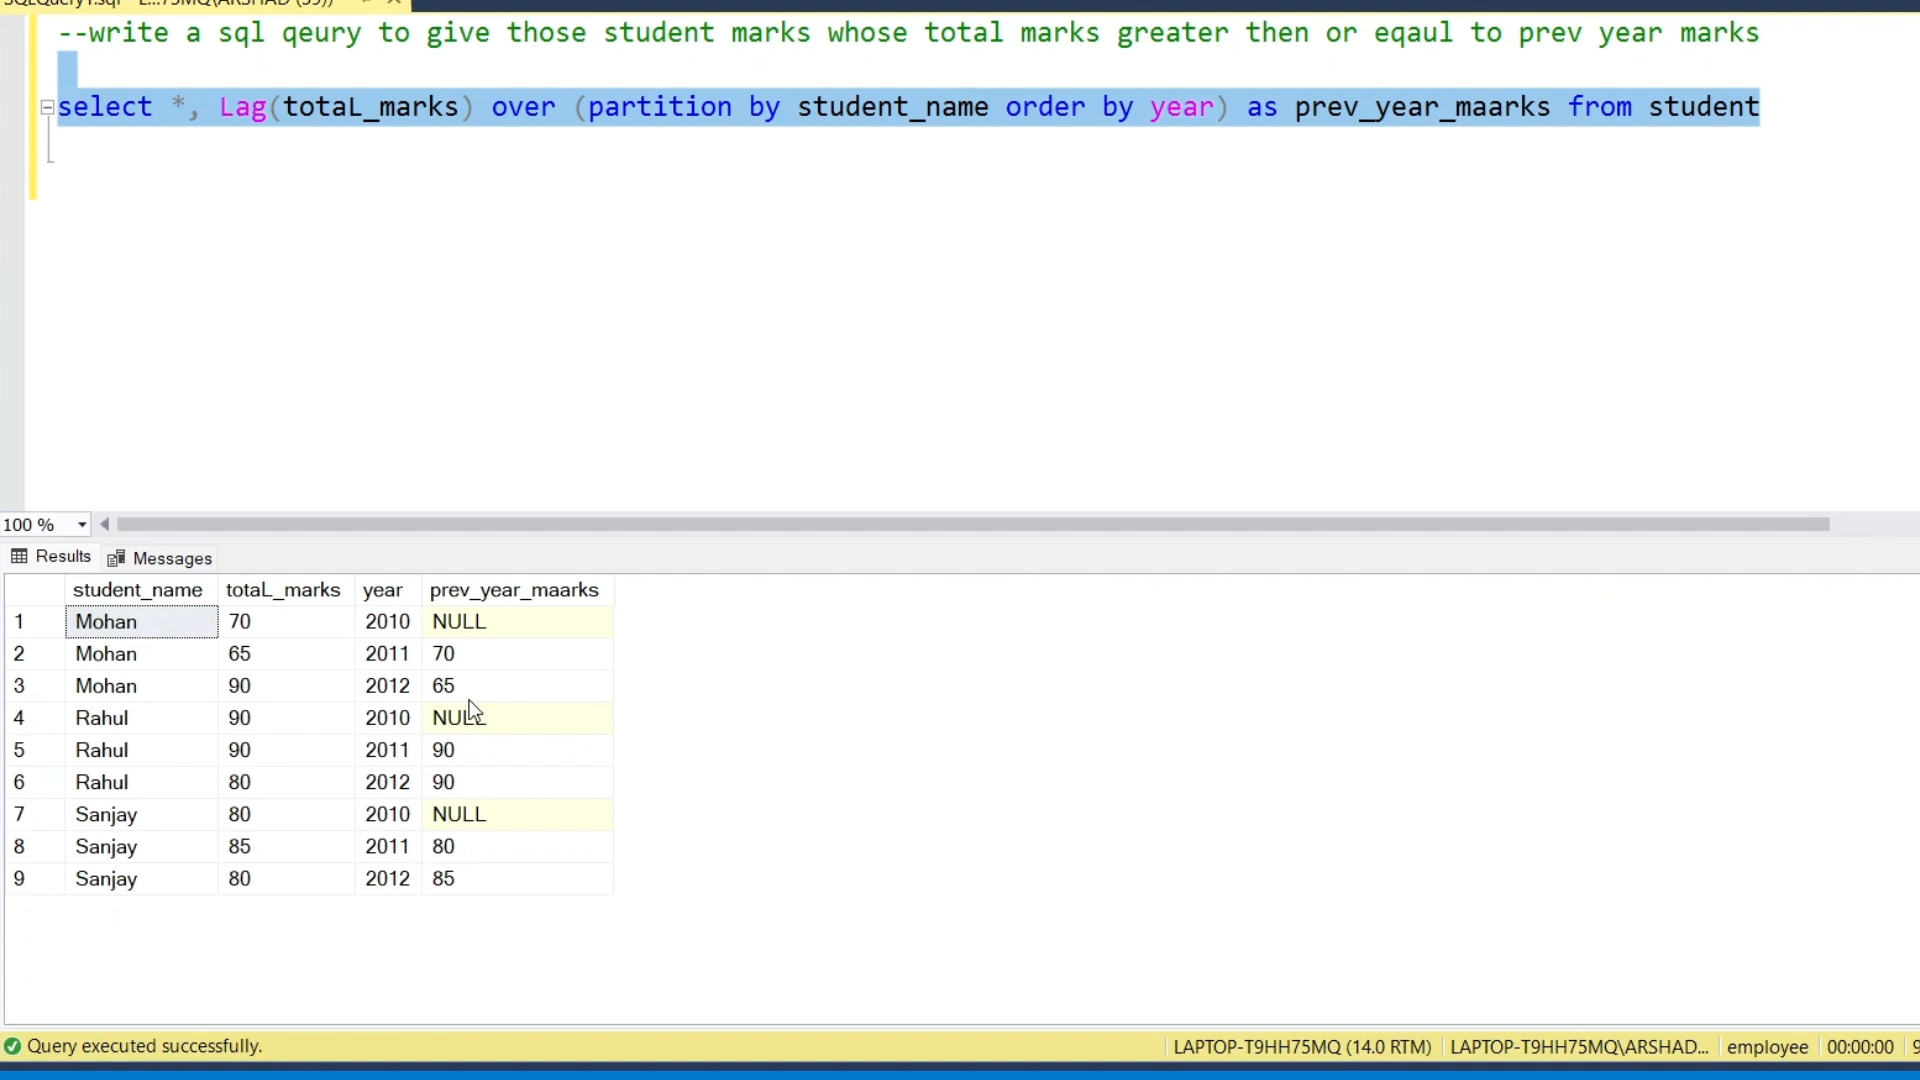 --write a sql qeury to give those student marks whose total marks greater then or eqaul to prev year marks
select *, Lag(totaL_marks) over (partition by student_name order by year) as prev_year_maarks from student
100 %
Results Messages
student_name totaL_marks year prev_year_maarks
1 Mohan 70 2010 NULL
2 Mohan 65 2011 70
3 Mohan 90 2012 65
4 Rahul 90 2010 NULL
5 Rahul 90 2011 90
6 Rahul 80 2012 90
7 Sanjay 80 2010 NULL
8 Sanjay 85 2011 80
9 Sanjay 80 2012 85
Query executed successfully. LAPTOP-T9HH75MQ (14.0 RTM) LAPTOP-T9HH75MQ\ARSHAD... employee 00:00:00 9